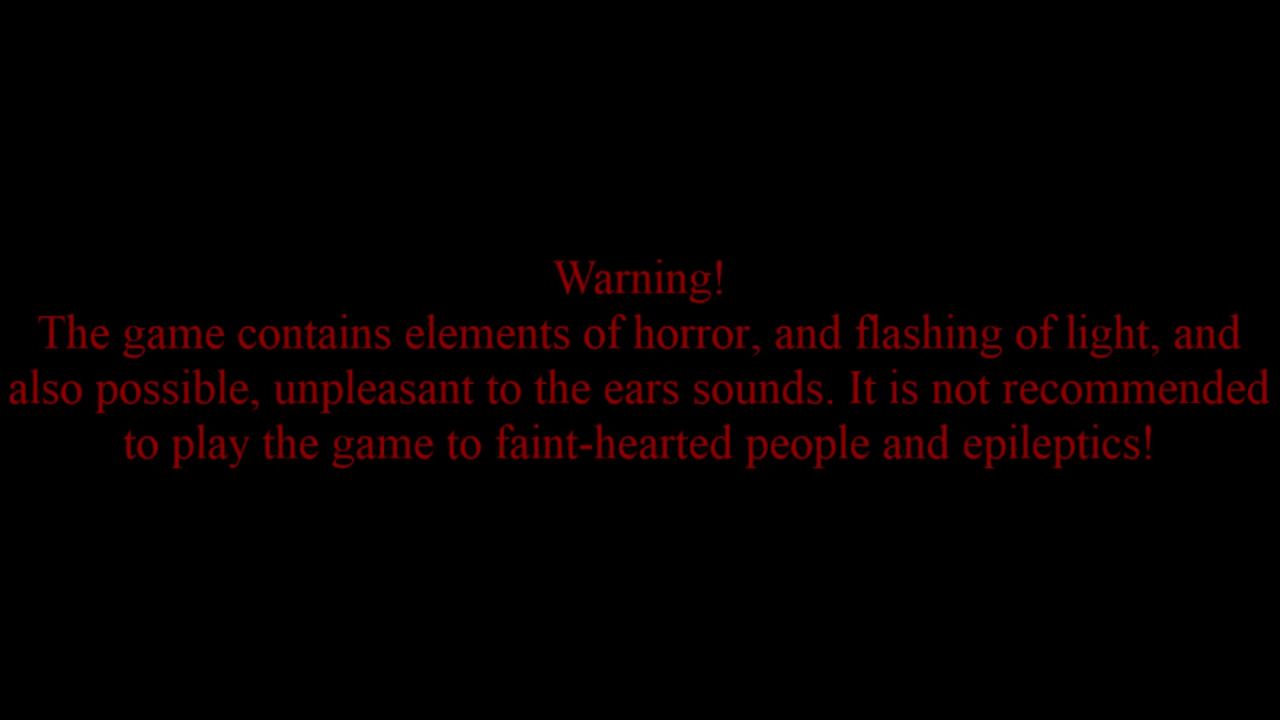 Warning!
The game contains elements of horror, and flashing of light, and
also possible, unpleasant to the ears sounds. It is not recommended
to play the game to faint-hearted people and epileptics!